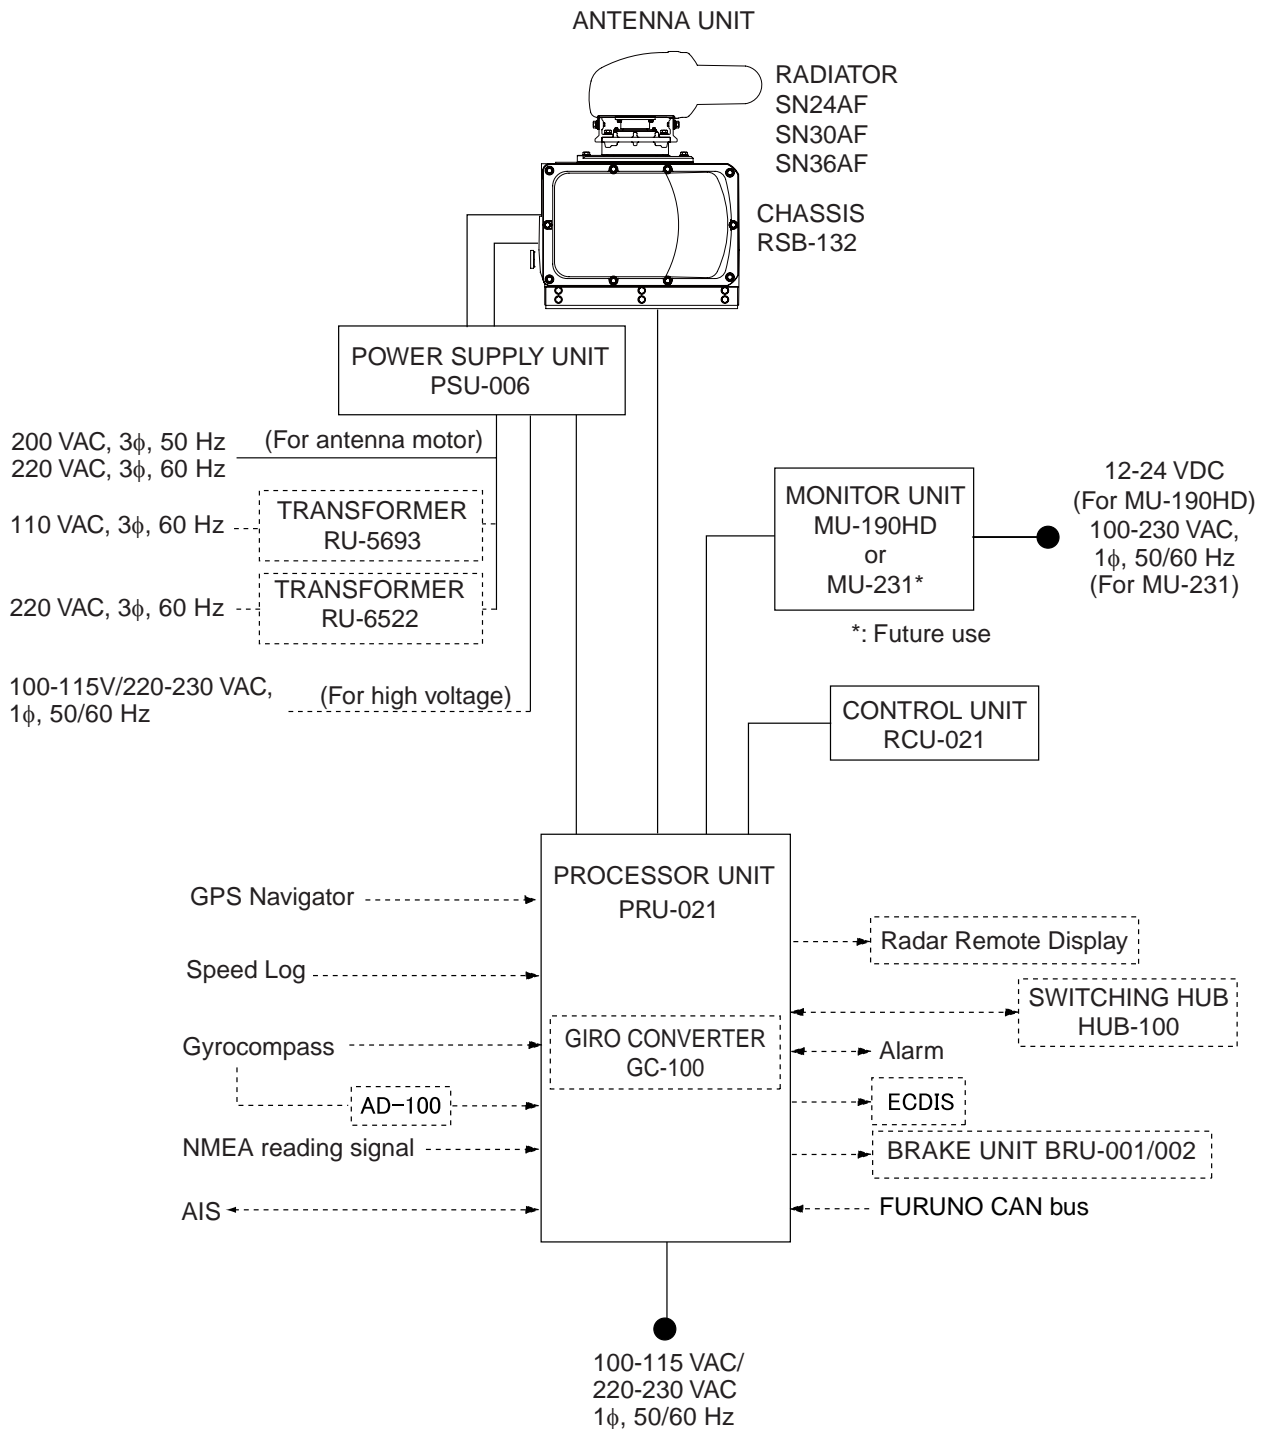 ANTENNA UNIT
RADIATOR
SN24AF
SN30AF
SN36AF
CHASSIS
RSB-132
POWER SUPPLY UNIT
PSU-006
200 VAC, 3ϕ, 50 Hz
220 VAC, 3ϕ, 60 Hz
(For antenna motor)
110 VAC, 3ϕ, 60 Hz
TRANSFORMER
RU-5693
220 VAC, 3ϕ, 60 Hz
TRANSFORMER
RU-6522
100-115V/220-230 VAC,
1ϕ, 50/60 Hz
(For high voltage)
MONITOR UNIT
MU-190HD
or
MU-231*
*: Future use
12-24 VDC
(For MU-190HD)
100-230 VAC,
1ϕ, 50/60 Hz
(For MU-231)
CONTROL UNIT
RCU-021
PROCESSOR UNIT
PRU-021
GIRO CONVERTER
GC-100
GPS Navigator
Speed Log
Gyrocompass
AD-100
NMEA reading signal
AIS
Radar Remote Display
SWITCHING HUB
HUB-100
Alarm
ECDIS
BRAKE UNIT BRU-001/002
FURUNO CAN bus
100-115 VAC/
220-230 VAC
1ϕ, 50/60 Hz